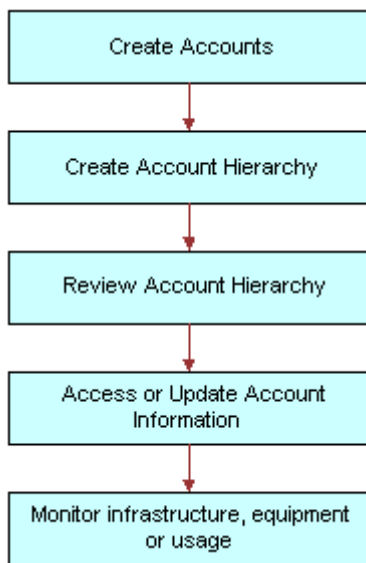 Create Accounts
Create Account Hierarchy
Review Account Hierarchy
Access or Update Account
Information
Monitor infrastructure, equipment
or usage